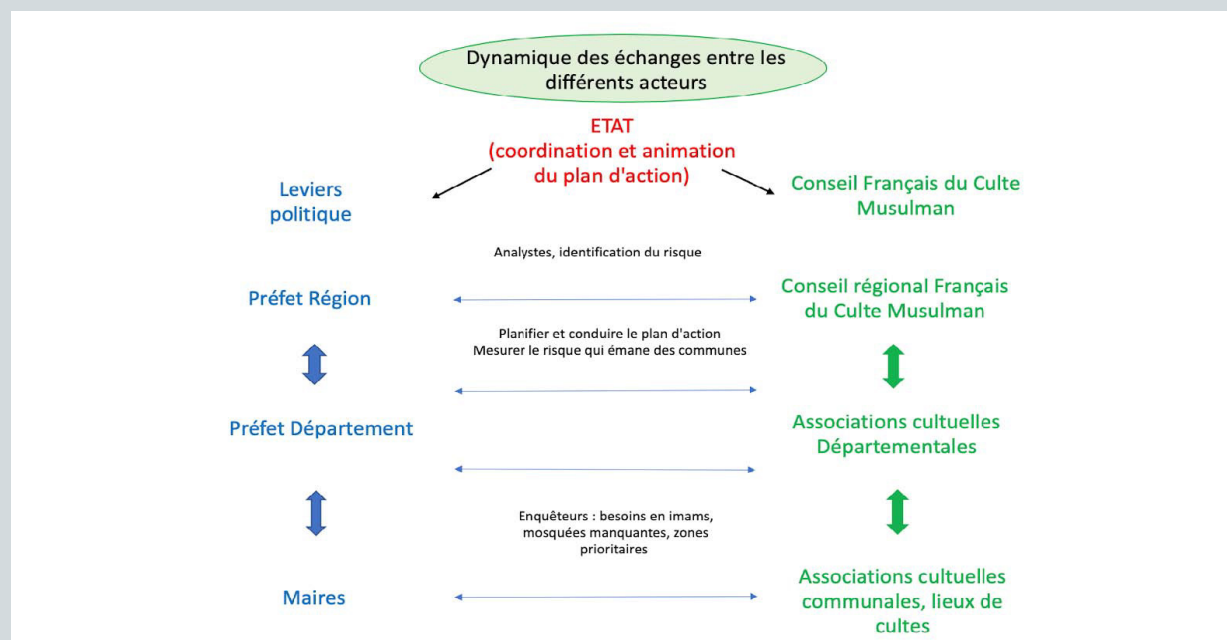 Dynamique des échanges entre les
différents acteurs
ETAT
(coordination et animation
du plan d'action)
Leviers
politique
Conseil Français du Culte
Musulman
Analystes, identification du risque
Préfet Région
Conseil régional Français
du Culte Musulman
Planifier et conduire le plan d'action
Mesurer le risque qui émane des communes
Préfet Département
Associations cultuelles
Départementales
Enquêteurs : besoins en imams,
mosquées manquantes, zones
prioritaires
Maires
Associations cultuelles
communales, lieux de
cultes